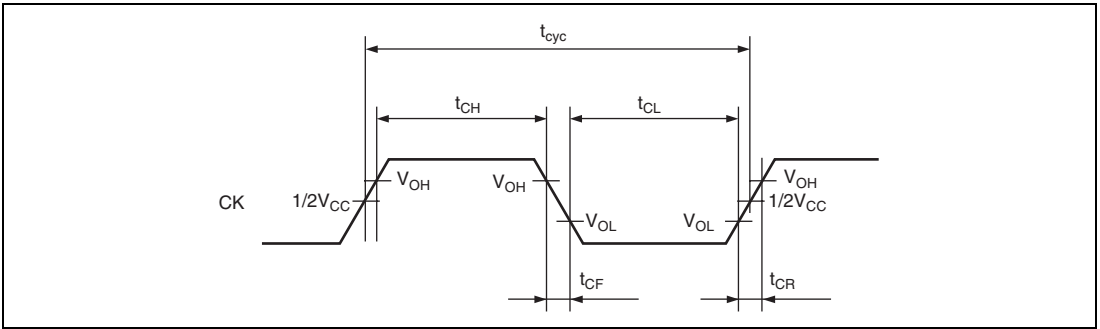 tcyc
tCH
tCL
CK
1/2VCC
VOH
VOH
VOL
VOL
VOH
1/2VCC
tCF
tCR